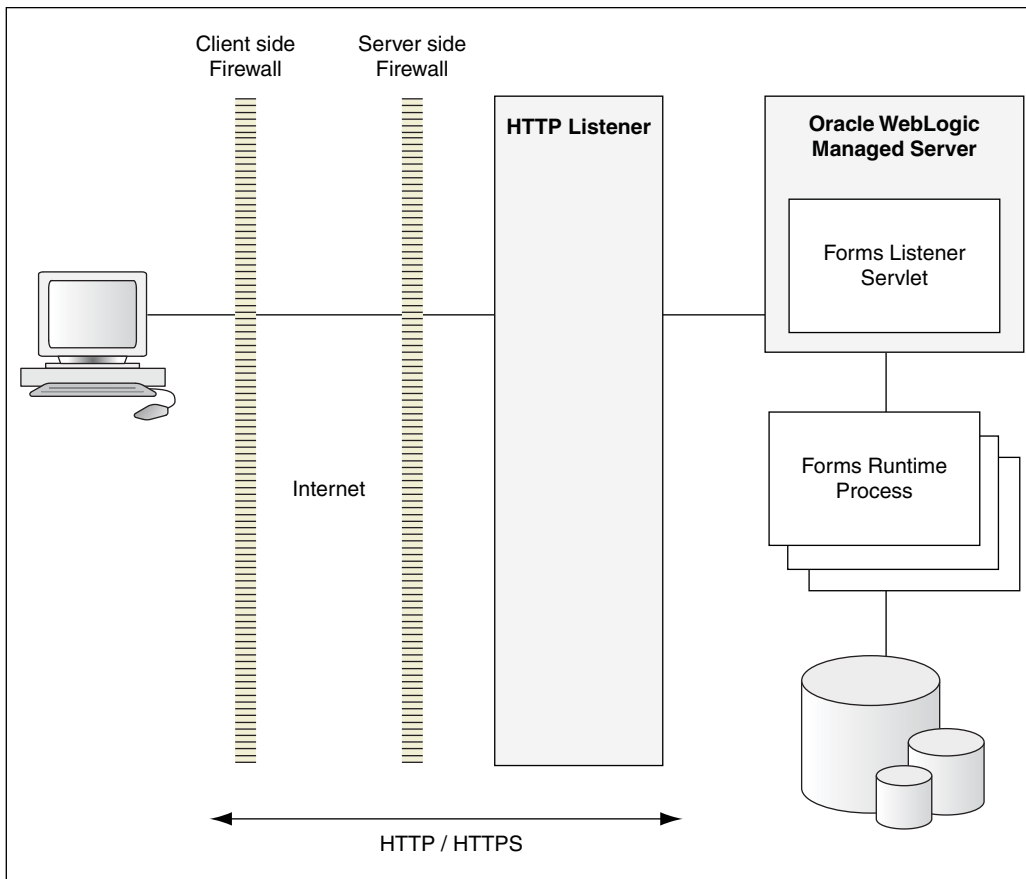 Client side
Firewall
Server side
Firewall
HTTP Listener
Oracle WebLogic
Managed Server
Forms Listener
Servlet
Forms Runtime
Process
Internet
HTTP / HTTPS